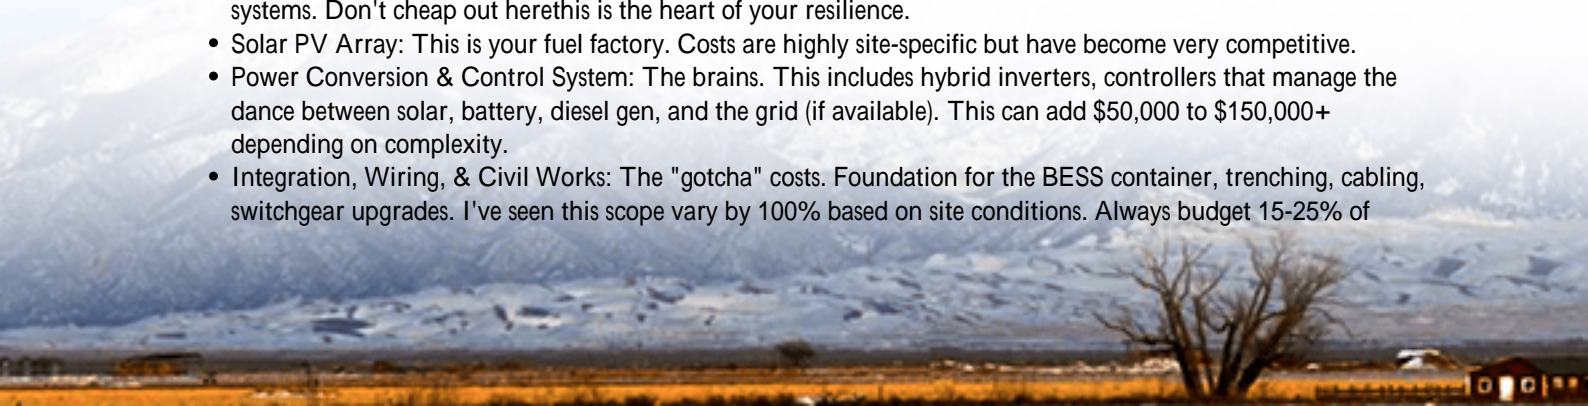 systems. Don't cheap out herethis is the heart of your resilience.
• Solar PV Array: This is your fuel factory. Costs are highly site-specific but have become very competitive.
• Power Conversion & Control System: The brains. This includes hybrid inverters, controllers that manage the
dance between solar, battery, diesel gen, and the grid (if available). This can add $50,000 to $150,000+
depending on complexity.
• Integration, Wiring, & Civil Works: The "gotcha" costs. Foundation for the BESS container, trenching, cabling,
switchgear upgrades. I've seen this scope vary by 100% based on site conditions. Always budget 15-25% of